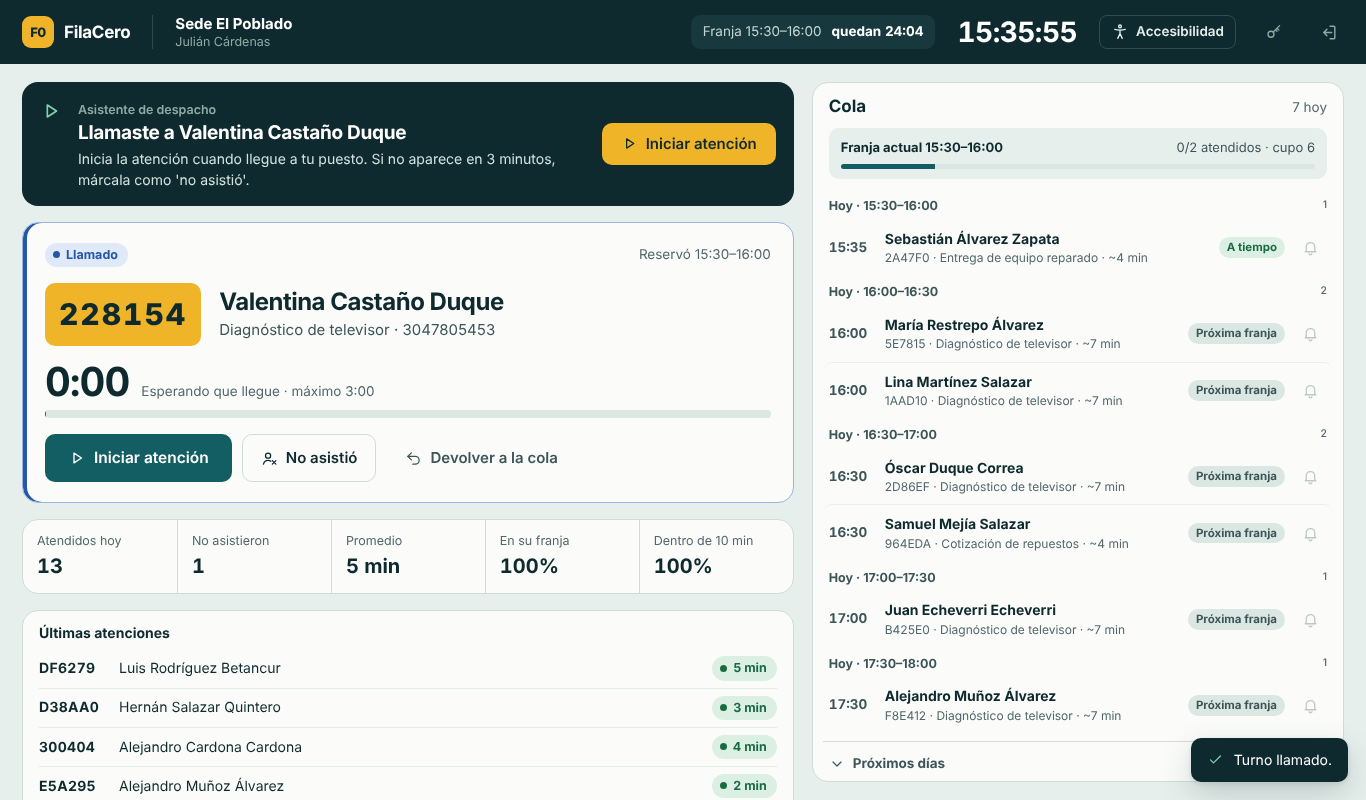 F0 FilaCero
Sede El Poblado
Julián Cárdenas
Franja 15:30–16:00 quedan 24:04
15:35:55
Accesibilidad
Asistente de despacho
Llamaste a Valentina Castaño Duque
Inicia la atención cuando llegue a tu puesto. Si no aparece en 3 minutos,
márcala como 'no asistió'.
Iniciar atención
Llamado
Reservó 15:30–16:00
228154
Valentina Castaño Duque
Diagnóstico de televisor · 3047805453
0:00 Esperando que llegue · máximo 3:00
Iniciar atención
No asistió
Devolver a la cola
Atendidos hoy
13
No asistieron
1
Promedio
5 min
En su franja
100%
Dentro de 10 min
100%
Últimas atenciones
DF6279 Luis Rodríguez Betancur 5 min
D38AA0 Hernán Salazar Quintero 3 min
300404 Alejandro Cardona Cardona 4 min
E5A295 Alejandro Muñoz Álvarez 2 min
Cola
7 hoy
Franja actual 15:30–16:00
0/2 atendidos · cupo 6
Hoy · 15:30–16:00 1
15:35 Sebastián Álvarez Zapata A tiempo
2A47F0 · Entrega de equipo reparado · ~4 min
Hoy · 16:00–16:30 2
16:00 María Restrepo Álvarez Próxima franja
5E7815 · Diagnóstico de televisor · ~7 min
16:00 Lina Martínez Salazar Próxima franja
1AAD10 · Diagnóstico de televisor · ~7 min
Hoy · 16:30–17:00 2
16:30 Óscar Duque Correa Próxima franja
2D86EF · Diagnóstico de televisor · ~7 min
16:30 Samuel Mejía Salazar Próxima franja
964EDA · Cotización de repuestos · ~4 min
Hoy · 17:00–17:30 1
17:00 Juan Echeverri Echeverri Próxima franja
B425E0 · Diagnóstico de televisor · ~7 min
Hoy · 17:30–18:00 1
17:30 Alejandro Muñoz Álvarez Próxima franja
F8E412 · Diagnóstico de televisor · ~7 min
Próximos días
Turno llamado.